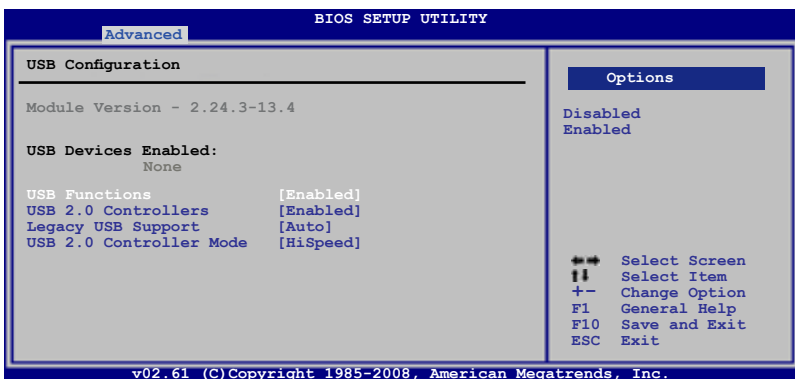 BIOS SETUP UTILITY
Advanced
USB Configuration
Module Version - 2.24.3-13.4
USB Devices Enabled:
None
USB Functions [Enabled]
USB 2.0 Controllers [Enabled]
Legacy USB Support [Auto]
USB 2.0 Controller Mode [HiSpeed]
Options
Disabled
Enabled
Select Screen
Select Item
+- Change Option
F1 General Help
F10 Save and Exit
ESC Exit
v02.61 (C)Copyright 1985-2008, American Megatrends, Inc.